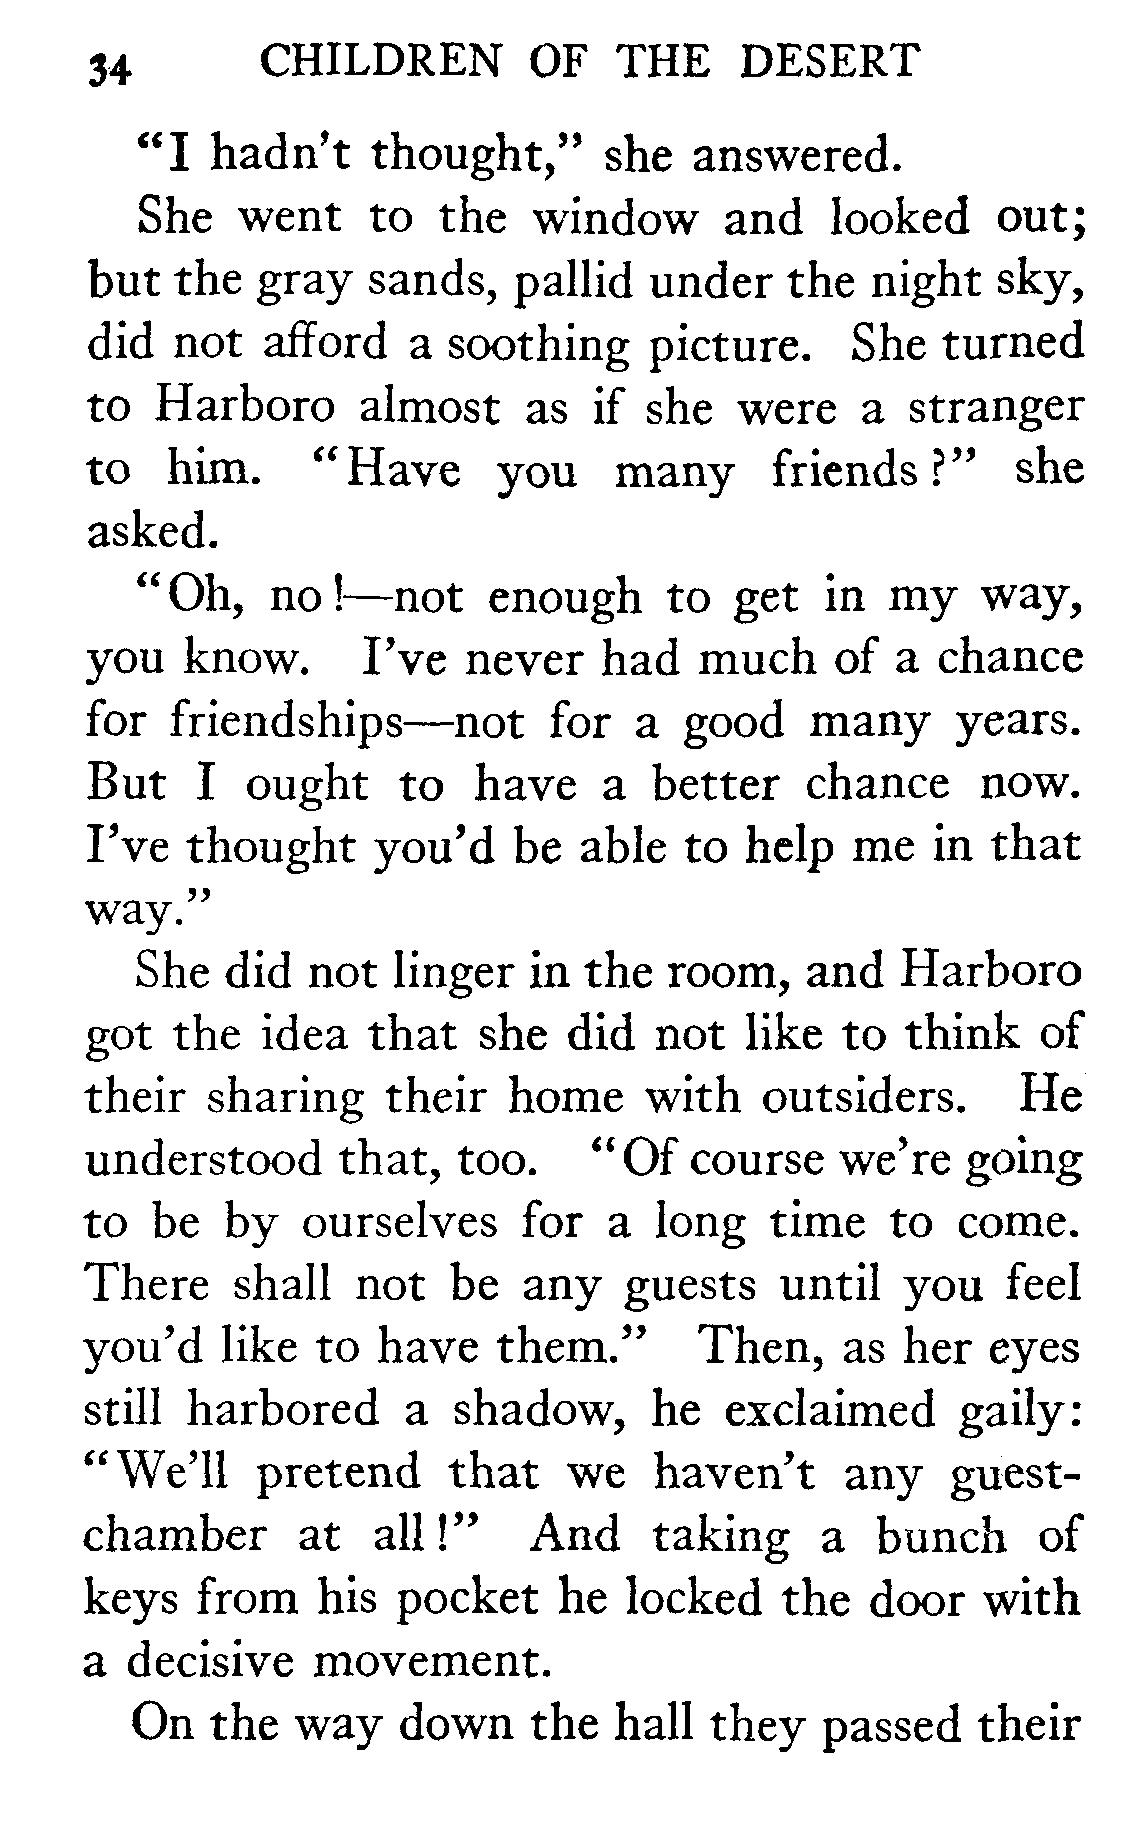 34 CHILDREN OF THE DESERT
"I hadn't thought," she answered.
She went to the window and looked out;
but the gray sands, pallid under the night sky,
did not afford a soothing picture. She turned
to Harboro almost as if she were a stranger
to him. "Have you many friends?" she
asked.
"Oh, no!—not enough to get in my way,
you know. I've never had much of a chance
for friendships—not for a good many years.
But I ought to have a better chance now.
I've thought you'd be able to help me in that
way."
She did not linger in the room, and Harboro
got the idea that she did not like to think of
their sharing their home with outsiders. He
understood that, too. "Of course we're going
to be by ourselves for a long time to come.
There shall not be any guests until you feel
you'd like to have them." Then, as her eyes
still harbored a shadow, he exclaimed gaily:
"We'll pretend that we haven't any guest-
chamber at all!" And taking a bunch of
keys from his pocket he locked the door with
a decisive movement.
On the way down the hall they passed their